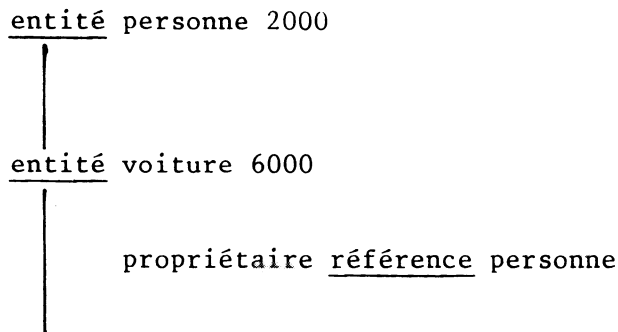 entité personne 2000
entité voiture 6000
propriétaire référence personne